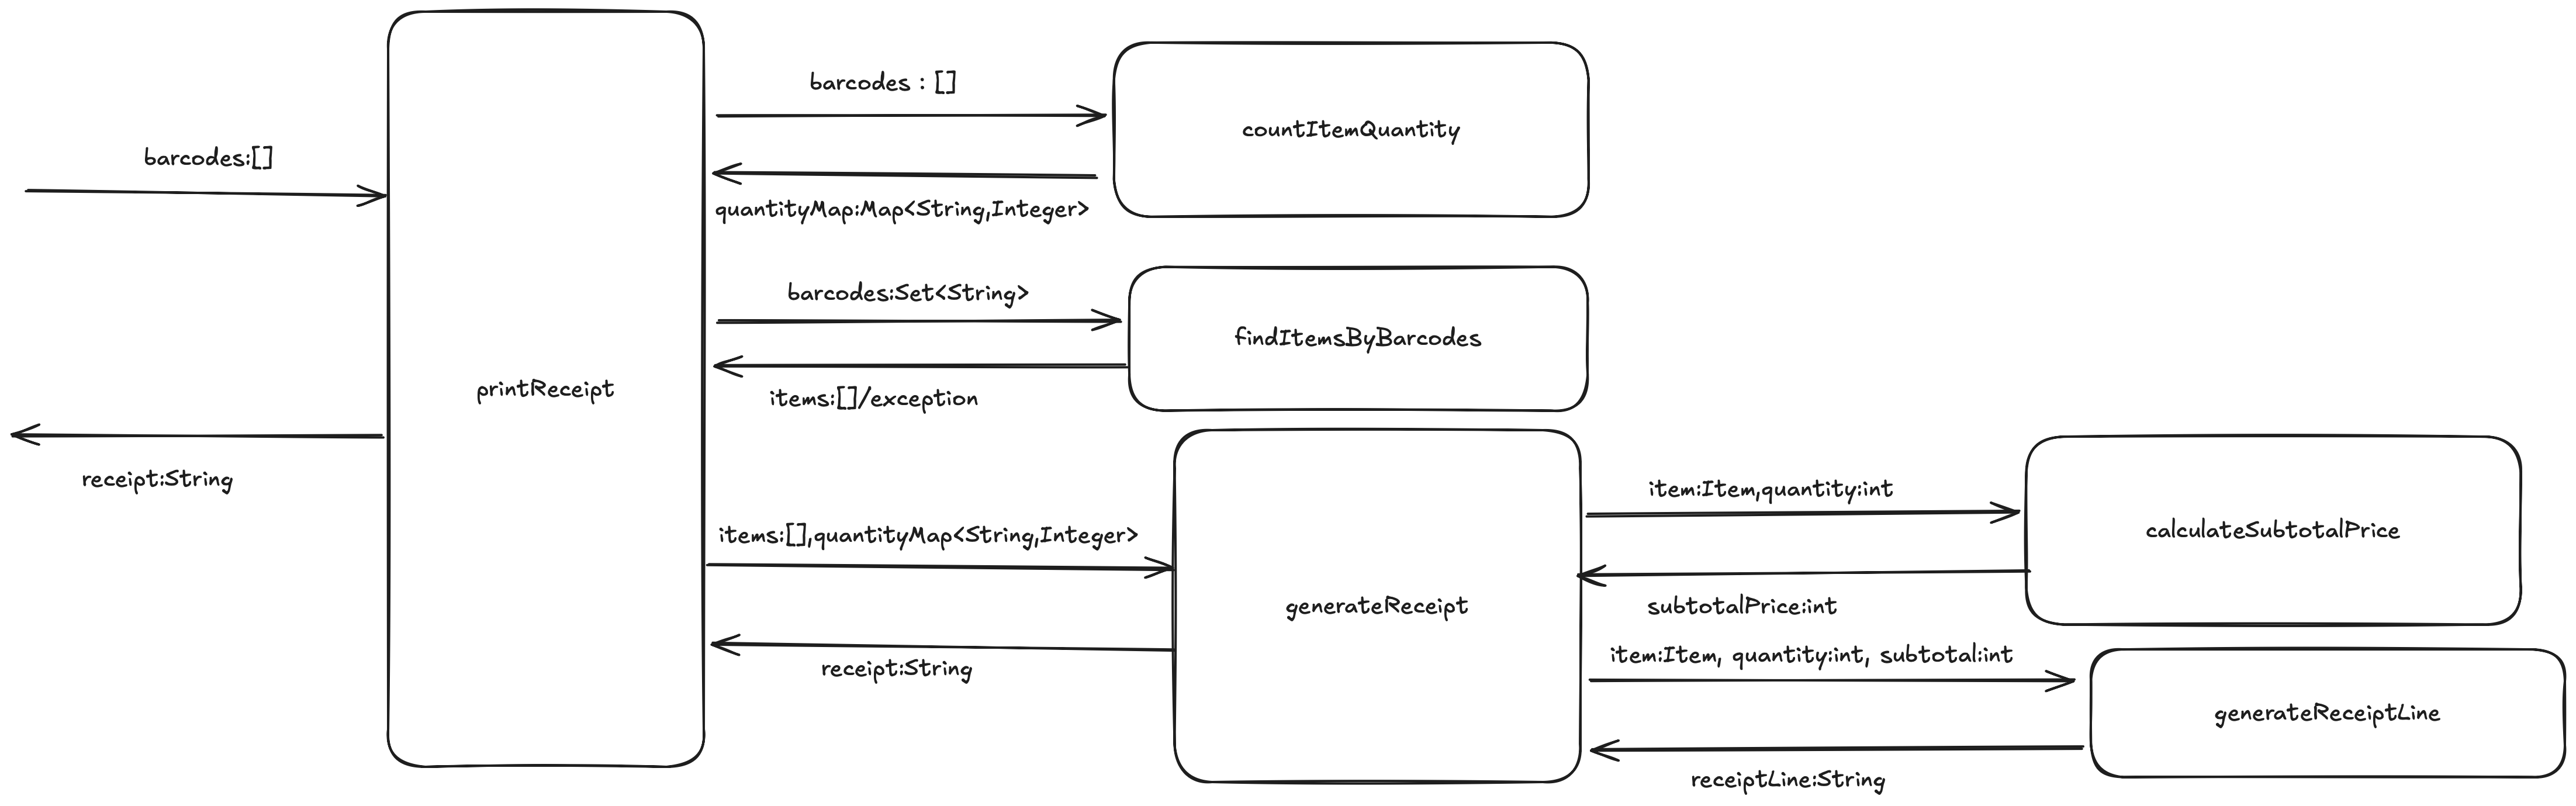 barcodes:[]
receipt:String
printReceipt
barcodes : []
quantityMap:Map<String,Integer>
countItemQuantity
barcodes:Set<String>
items:[]/exception
findItemsByBarcodes
items:[],quantityMap<String,Integer>
receipt:String
generateReceipt
item:Item,quantity:int
subtotalPrice:int
calculateSubtotalPrice
item:Item, quantity:int, subtotal:int
receiptLine:String
generateReceiptLine